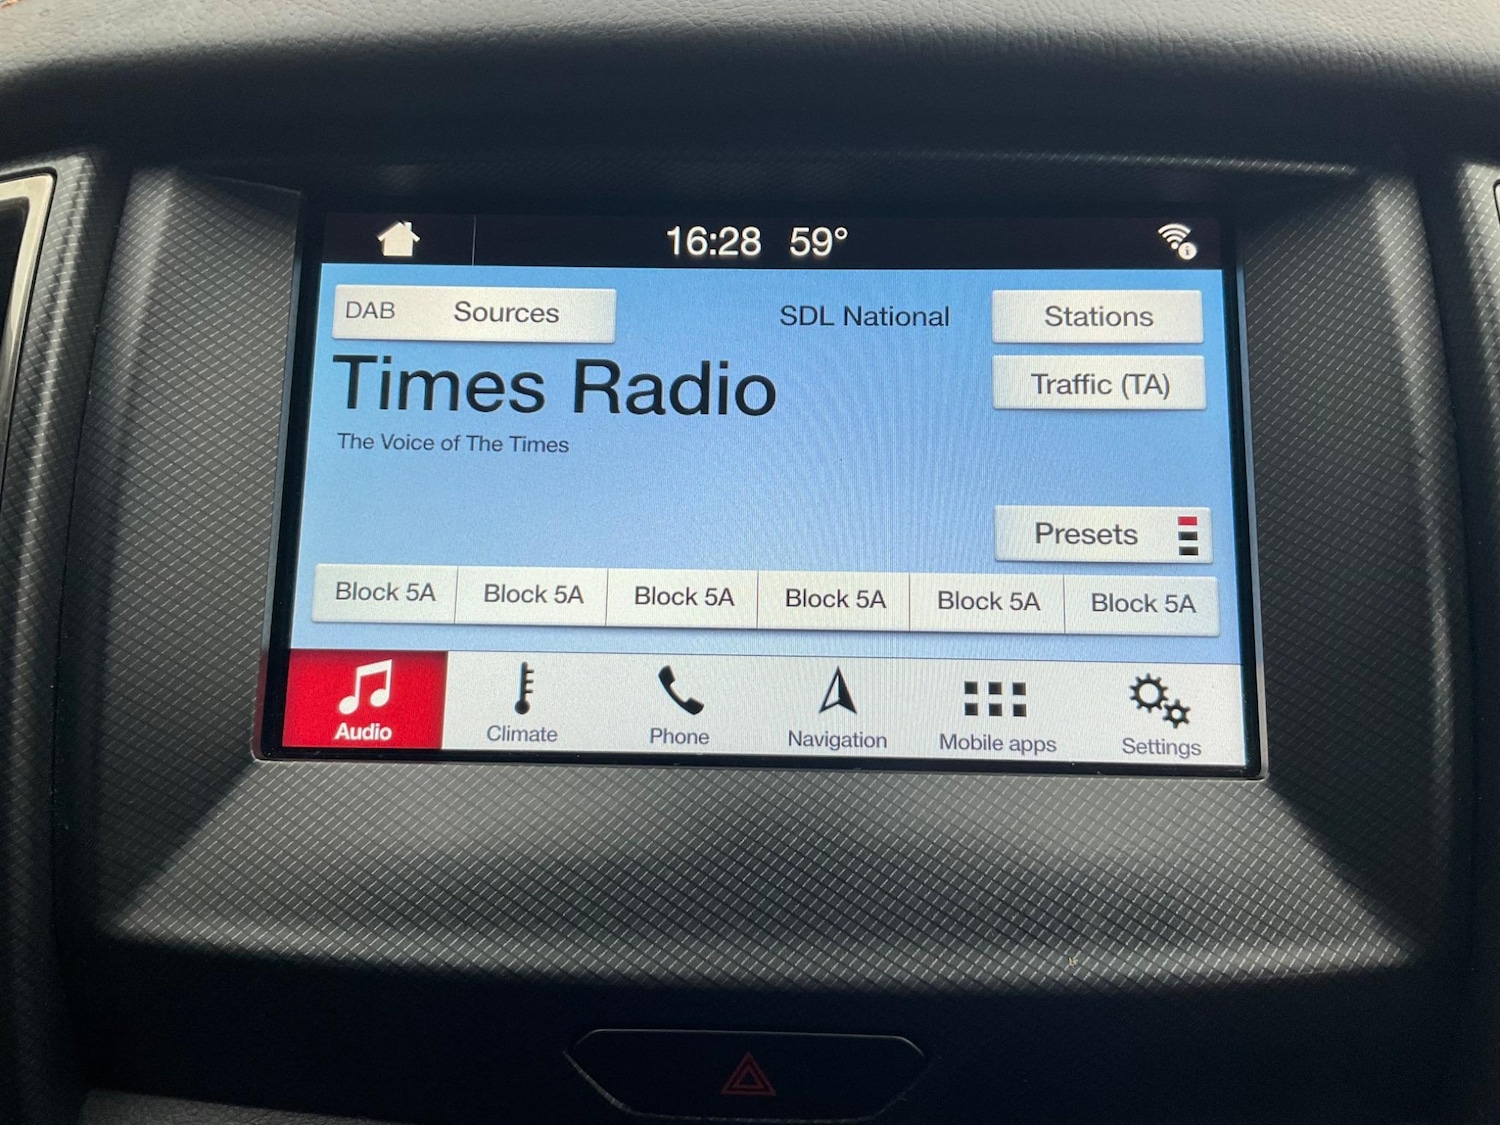 16:28 59°
DAB Sources SDL National Stations
Times Radio
Traffic (TA)
The Voice of The Times
Presets
Block 5A Block 5A Block 5A Block 5A Block 5A Block 5A
Audio Climate Phone Navigation Mobile apps Settings